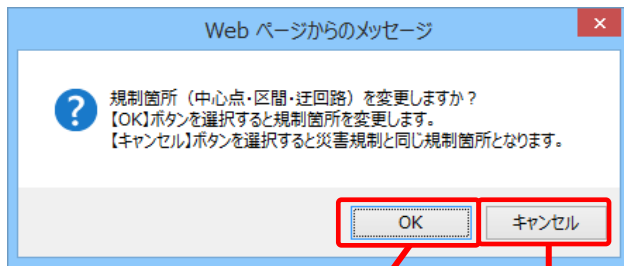 Web ページからのメッセージ
規制箇所（中心点・区間・迂回路）を変更しますか？
【OK】ボタンを選択すると規制箇所を変更します。
【キャンセル】ボタンを選択すると災害規制と同じ規制箇所となります。
OK
キャンセル